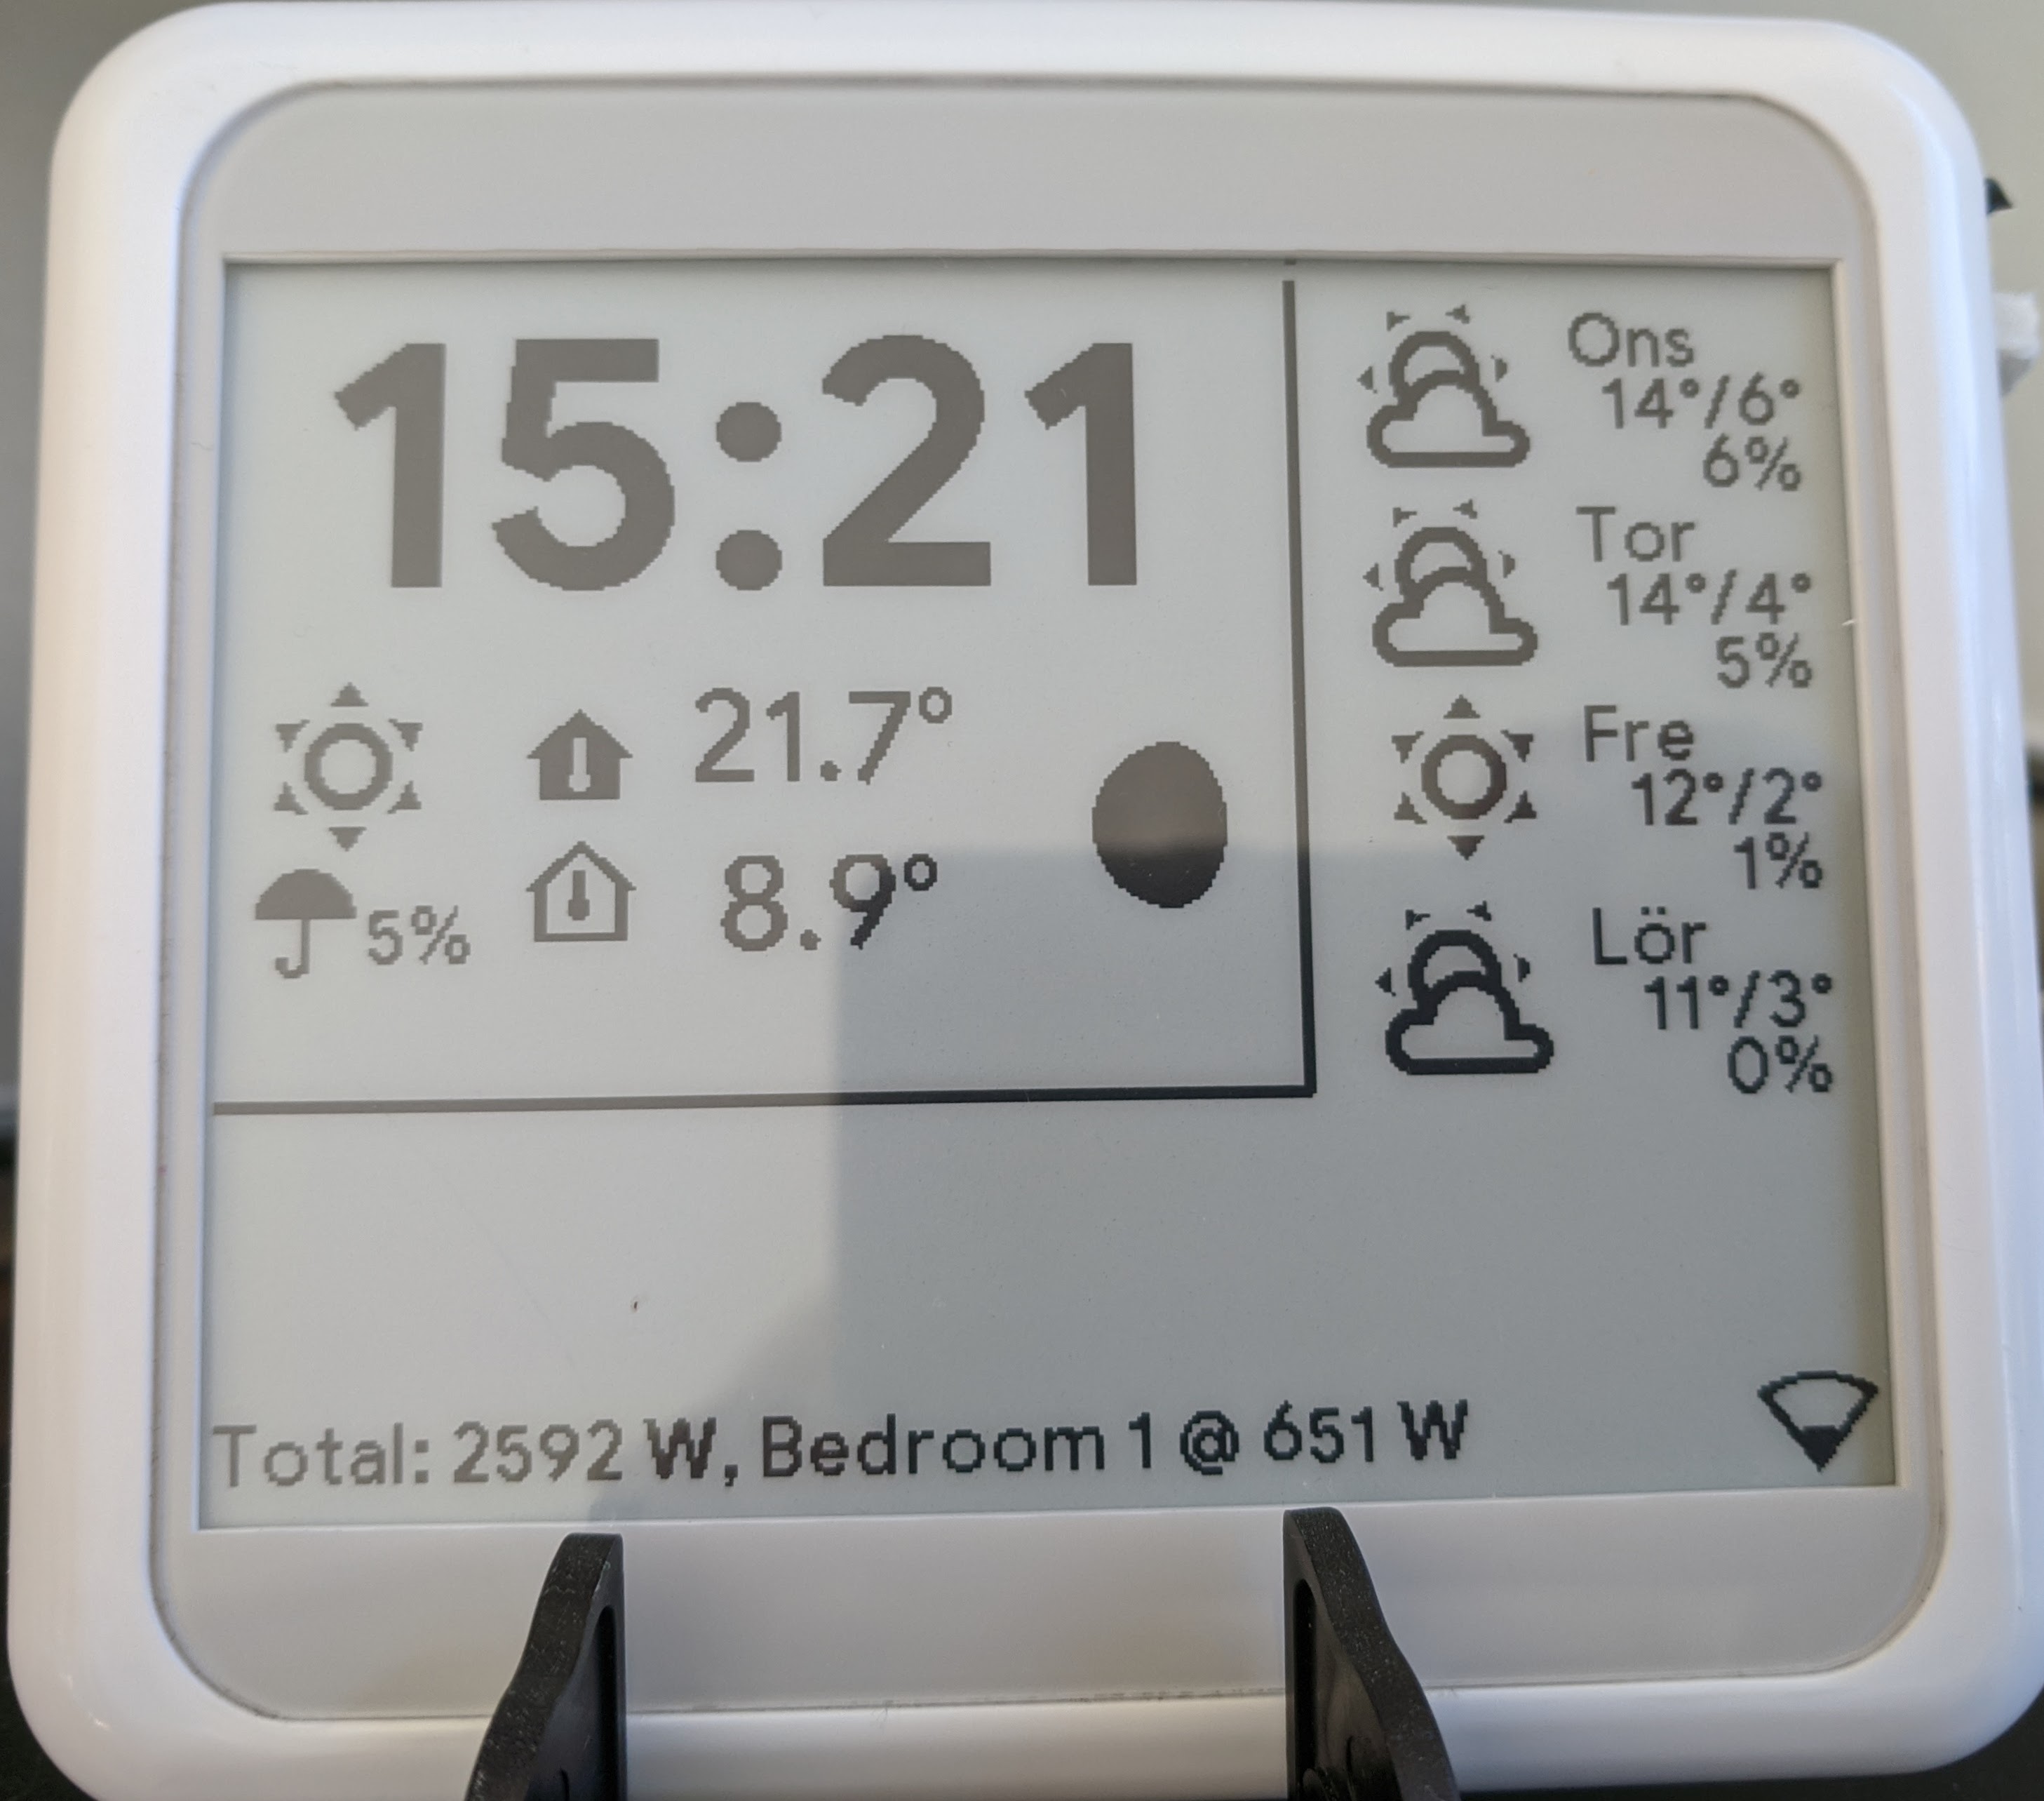 15:21
21.7°
8.9°
5%
Ons
14°/6°
6%
Tor
14°/4°
5%
Fre
12°/2°
1%
Lör
11°/3°
0%
Total: 2592 W, Bedroom 1 @ 651 W